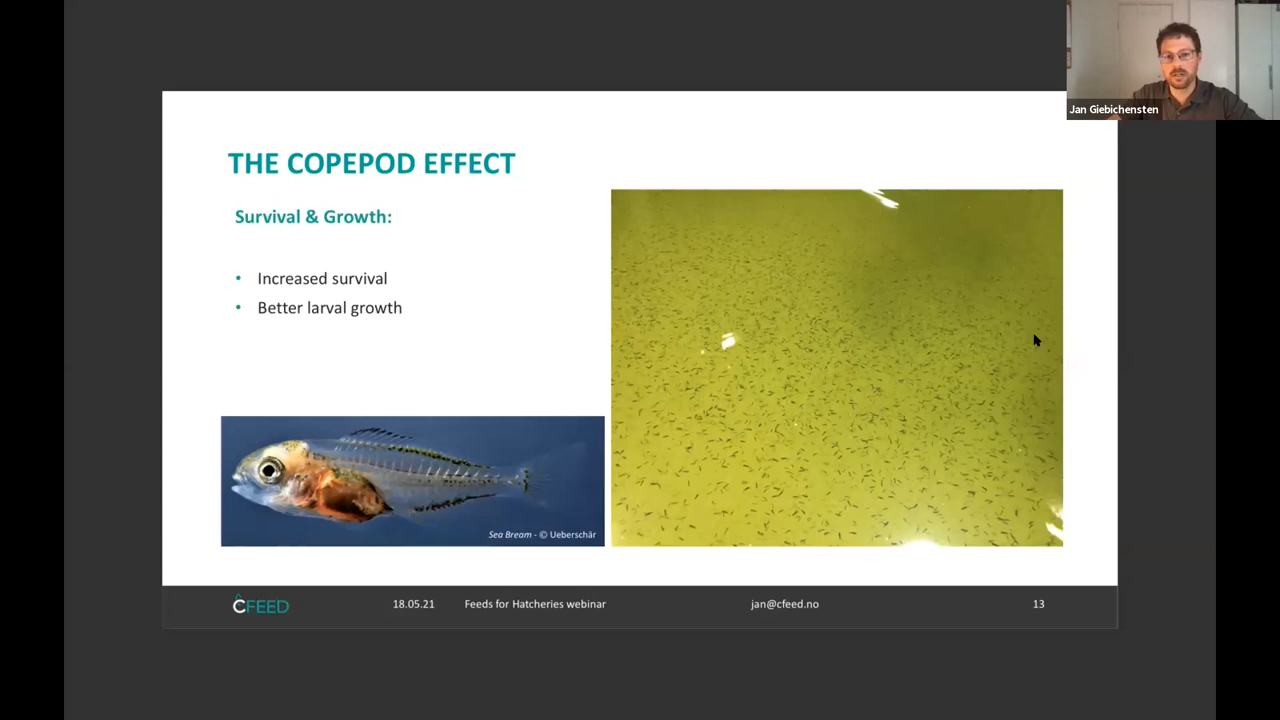 Jan Giebichensten
THE COPEPOD EFFECT
Survival & Growth:
• Increased survival
• Better larval growth
Sea Bream - © Ueberschär
CFEED
18.05.21
Feeds for Hatcheries webinar
jan@cfeed.no
13